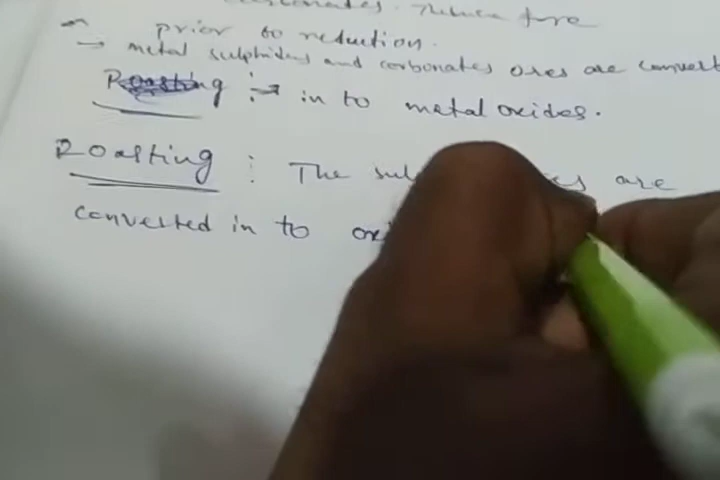 prior to reduction.
→ metal sulphides and carbonates ores are convert
Roasting :→ in to metal oxides.
Roasting : The are
converted in to